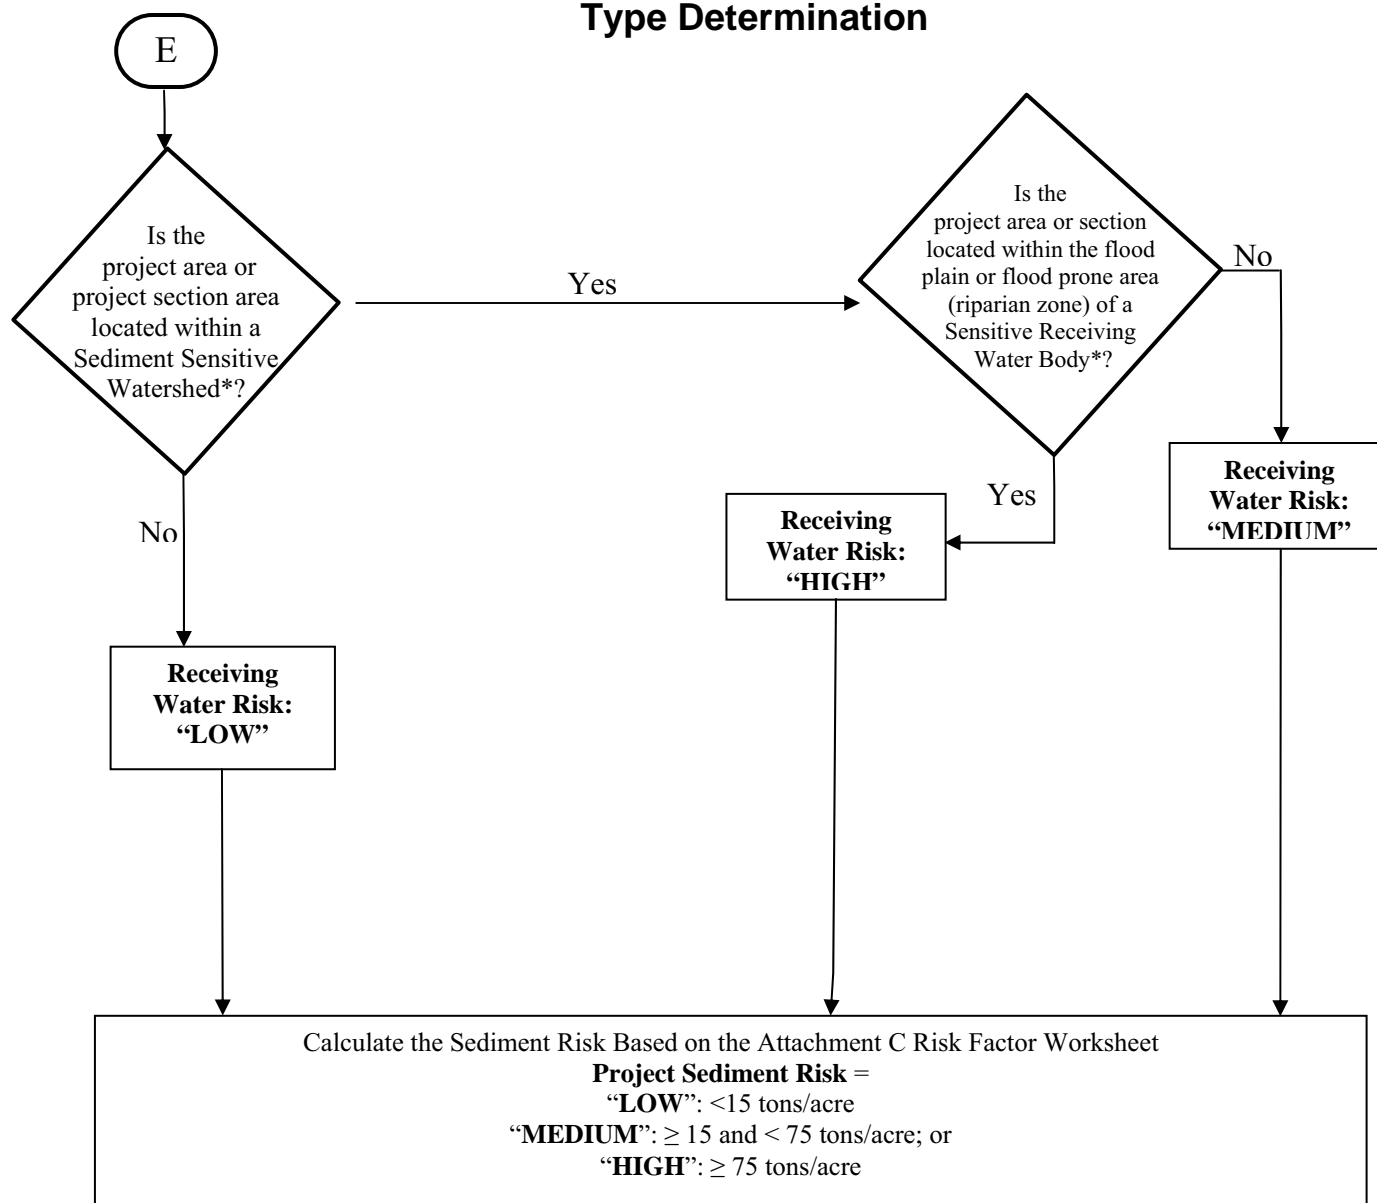 Type Determination
E
Is the
project area or
project section area
located within a
Sediment Sensitive
Watershed*?
Yes
Is the
project area or section
located within the flood
plain or flood prone area
(riparian zone) of a
Sensitive Receiving
Water Body*?
No
Receiving
Water Risk:
“MEDIUM”
Yes
Receiving
Water Risk:
“HIGH”
No
Receiving
Water Risk:
“LOW”
Calculate the Sediment Risk Based on the Attachment C Risk Factor Worksheet
Project Sediment Risk =
“LOW”: <15 tons/acre
“MEDIUM”: ≥ 15 and < 75 tons/acre; or
“HIGH”: ≥ 75 tons/acre